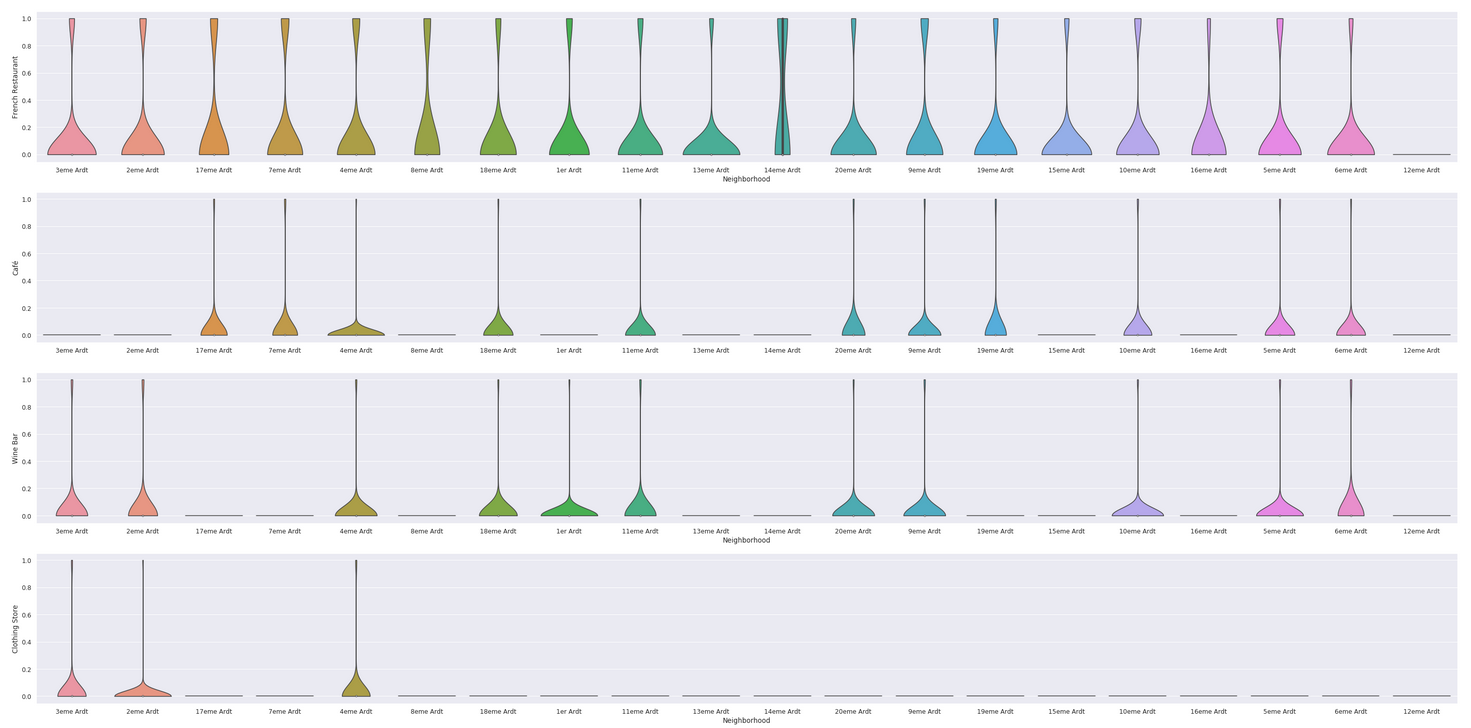 French Restaurant
1.0
0.8
0.6
0.4
0.2
0.0
3eme Ardt 2eme Ardt 17eme Ardt 7eme Ardt 4eme Ardt 8eme Ardt 18eme Ardt 1er Ardt 11eme Ardt 13eme Ardt 14eme Ardt 20eme Ardt 9eme Ardt 19eme Ardt 15eme Ardt 10eme Ardt 16eme Ardt 5eme Ardt 6eme Ardt 12eme Ardt
Neighborhood
Café
1.0
0.8
0.6
0.4
0.2
0.0
3eme Ardt 2eme Ardt 17eme Ardt 7eme Ardt 4eme Ardt 8eme Ardt 18eme Ardt 1er Ardt 11eme Ardt 13eme Ardt 14eme Ardt 20eme Ardt 9eme Ardt 19eme Ardt 15eme Ardt 10eme Ardt 16eme Ardt 5eme Ardt 6eme Ardt 12eme Ardt
Wine Bar
1.0
0.8
0.6
0.4
0.2
0.0
3eme Ardt 2eme Ardt 17eme Ardt 7eme Ardt 4eme Ardt 8eme Ardt 18eme Ardt 1er Ardt 11eme Ardt 13eme Ardt 14eme Ardt 20eme Ardt 9eme Ardt 19eme Ardt 15eme Ardt 10eme Ardt 16eme Ardt 5eme Ardt 6eme Ardt 12eme Ardt
Neighborhood
Clothing Store
1.0
0.8
0.6
0.4
0.2
0.0
3eme Ardt 2eme Ardt 17eme Ardt 7eme Ardt 4eme Ardt 8eme Ardt 18eme Ardt 1er Ardt 11eme Ardt 13eme Ardt 14eme Ardt 20eme Ardt 9eme Ardt 19eme Ardt 15eme Ardt 10eme Ardt 16eme Ardt 5eme Ardt 6eme Ardt 12eme Ardt
Neighborhood